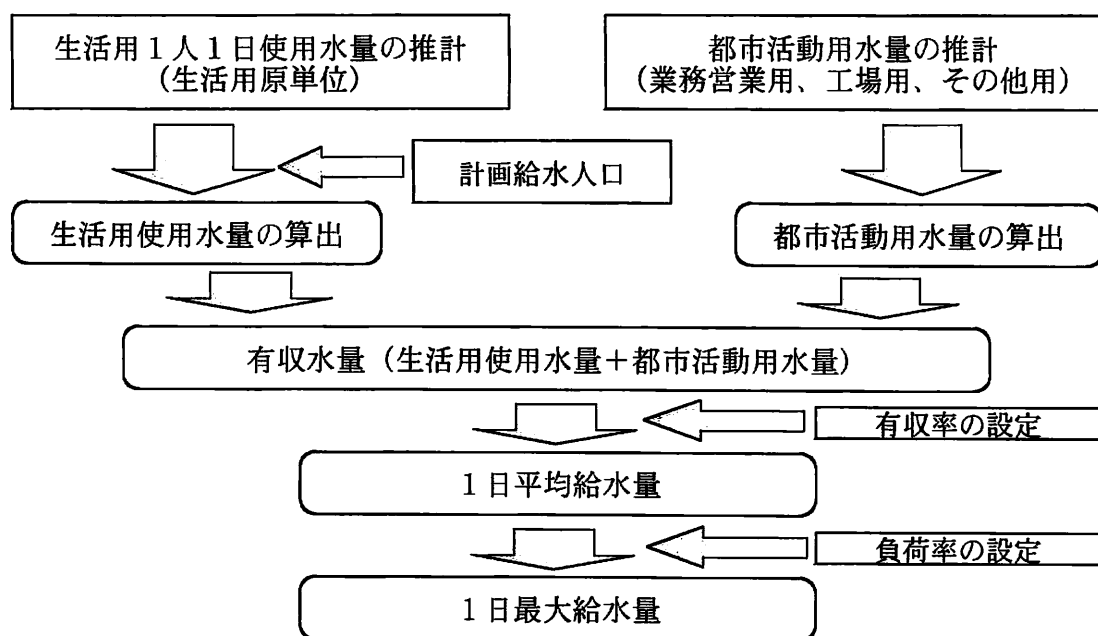 生活用１人１日使用水量の推計
（生活用原単位）
都市活動用水量の推計
（業務営業用、工場用、その他用）
計画給水人口
生活用使用水量の算出
都市活動用水量の算出
有収水量（生活用使用水量＋都市活動用水量）
有収率の設定
１日平均給水量
負荷率の設定
１日最大給水量